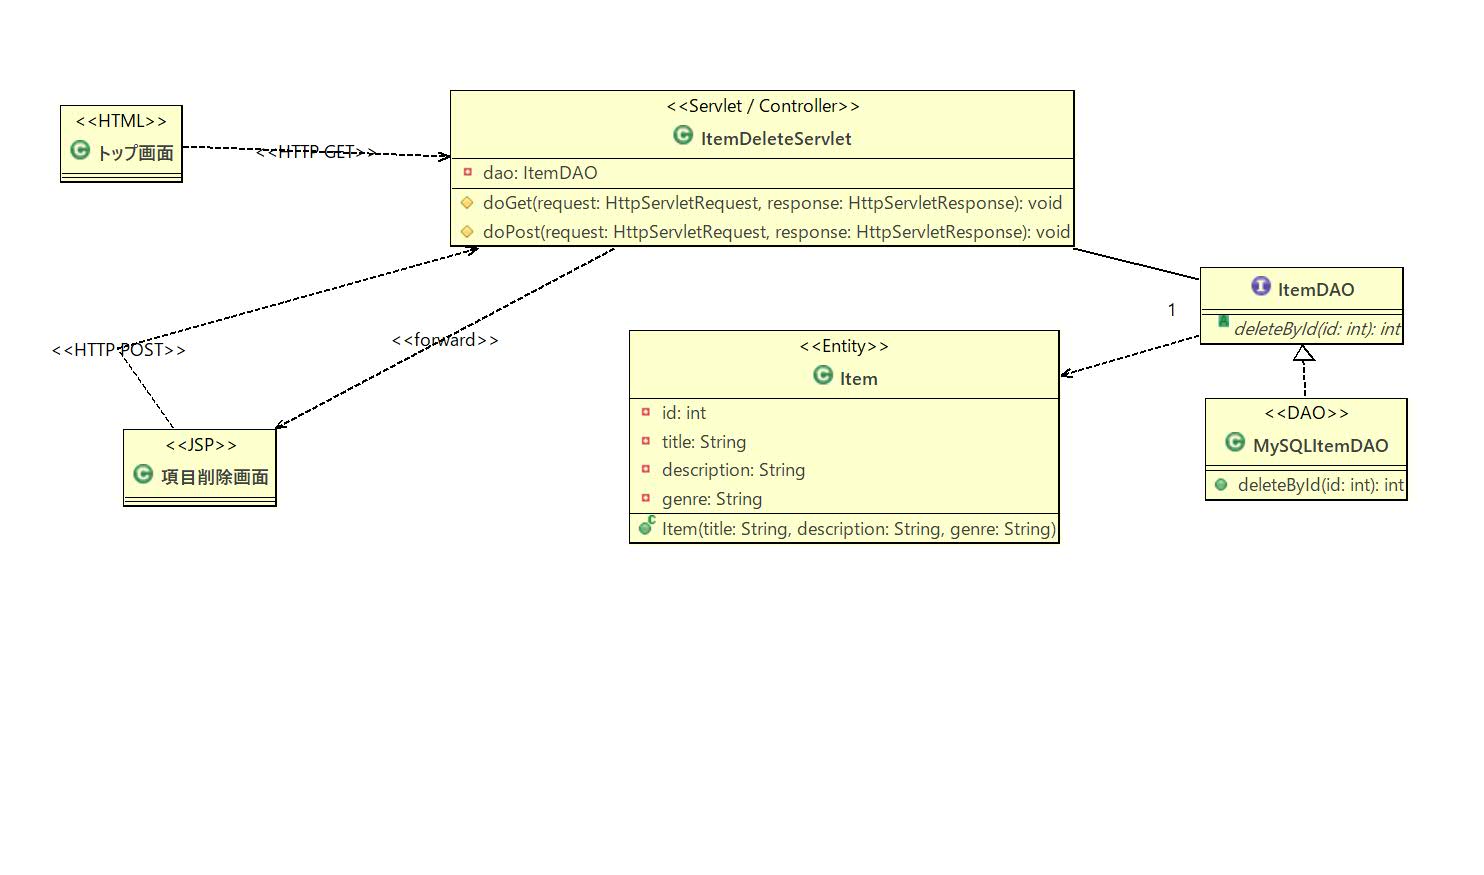 <<HTML>>
トップ画面
<<HTTP GET>>
<<Servlet / Controller>>
ItemDeleteServlet
dao: ItemDAO
doGet(request: HttpServletRequest, response: HttpServletResponse): void
doPost(request: HttpServletRequest, response: HttpServletResponse): void
ItemDAO
deleteById(id: int): int
1
<<HTTP POST>>
<<forward>>
<<Entity>>
Item
id: int
title: String
description: String
genre: String
Item(title: String, description: String, genre: String)
<<DAO>>
MySQLItemDAO
deleteById(id: int): int
<<JSP>>
項目削除画面